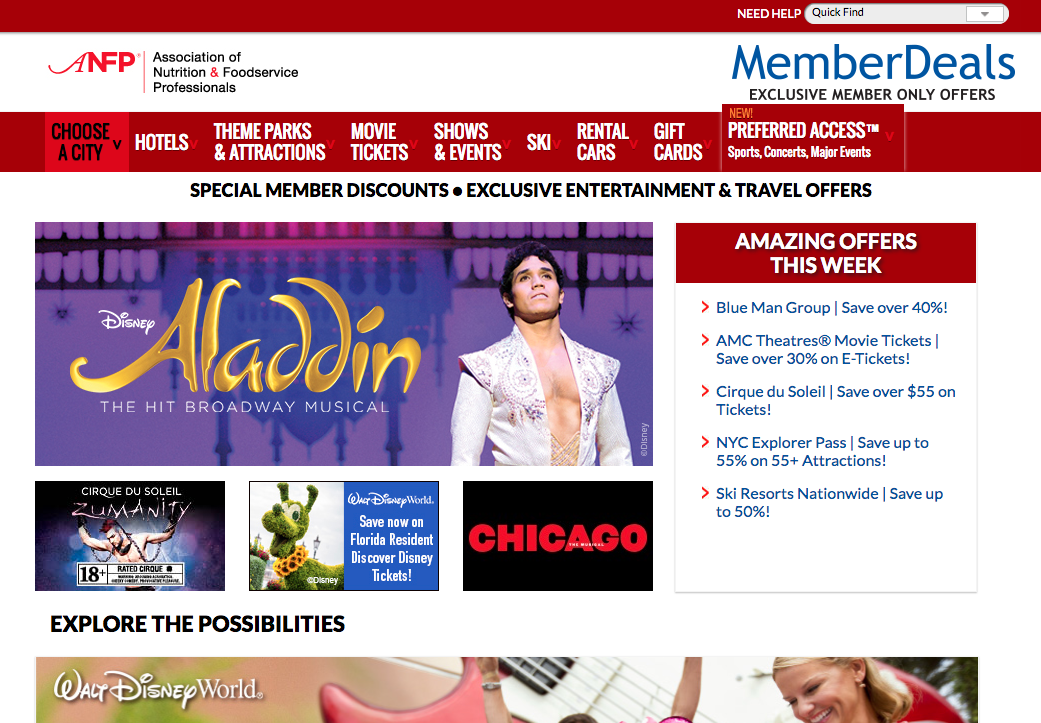 NEED HELP
Quick Find
ANFP® Association of
Nutrition & Foodservice
Professionals
MemberDeals
EXCLUSIVE MEMBER ONLY OFFERS
CHOOSE
A CITY
HOTELS
THEME PARKS
& ATTRACTIONS
MOVIE
TICKETS
SHOWS
& EVENTS
SKI
RENTAL
CARS
GIFT
CARDS
NEW!
PREFERRED ACCESS™
Sports, Concerts, Major Events
SPECIAL MEMBER DISCOUNTS ● EXCLUSIVE ENTERTAINMENT & TRAVEL OFFERS
Disney
Aladdin
THE HIT BROADWAY MUSICAL
©Disney
AMAZING OFFERS
THIS WEEK
Blue Man Group | Save over 40%!
AMC Theatres® Movie Tickets |
Save over 30% on E-Tickets!
Cirque du Soleil | Save over $55 on
Tickets!
NYC Explorer Pass | Save up to
55% on 55+ Attractions!
Ski Resorts Nationwide | Save up
to 50%!
CIRQUE DU SOLEIL
ZUMANITY
18+
RATED CIRQUE
Walt Disney World.
Save now on
Florida Resident
Discover Disney
Tickets!
©Disney
CHICAGO
THE MUSICAL
EXPLORE THE POSSIBILITIES
Walt Disney World®